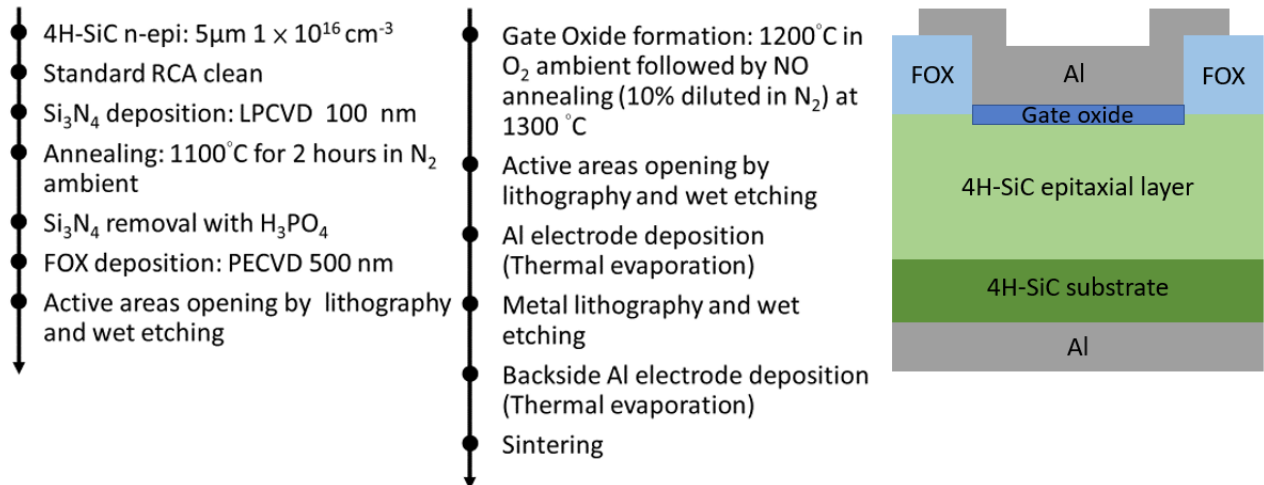 4H-SiC n-epi: 5µm 1 × 10¹⁶ cm⁻³
Standard RCA clean
Si₃N₄ deposition: LPCVD 100 nm
Annealing: 1100°C for 2 hours in N₂
ambient
Si₃N₄ removal with H₃PO₄
FOX deposition: PECVD 500 nm
Active areas opening by lithography
and wet etching
Gate Oxide formation: 1200°C in
O₂ ambient followed by NO
annealing (10% diluted in N₂) at
1300 °C
Active areas opening by
lithography and wet etching
Al electrode deposition
(Thermal evaporation)
Metal lithography and wet
etching
Backside Al electrode deposition
(Thermal evaporation)
Sintering
FOX
Al
FOX
Gate oxide
4H-SiC epitaxial layer
4H-SiC substrate
Al